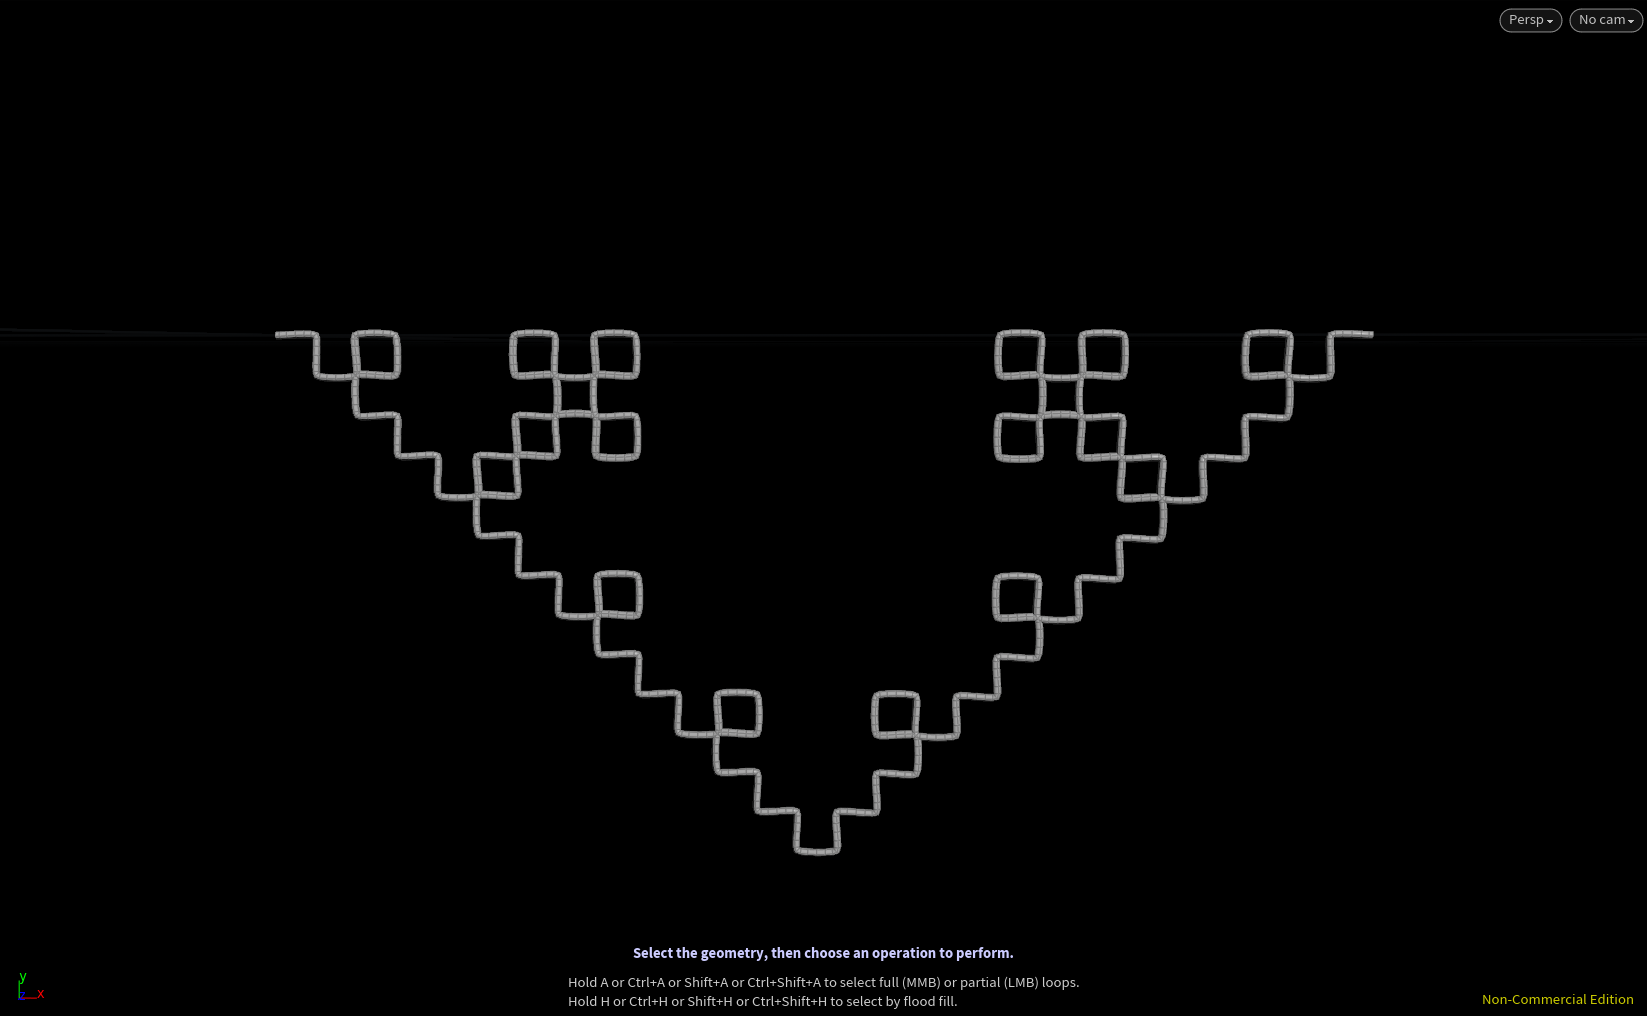 Persp No cam
Select the geometry, then choose an operation to perform.
Hold A or Ctrl+A or Shift+A or Ctrl+Shift+A to select full (MMB) or partial (LMB) loops.
Hold H or Ctrl+H or Shift+H or Ctrl+Shift+H to select by flood fill.
y
x
Non-Commercial Edition